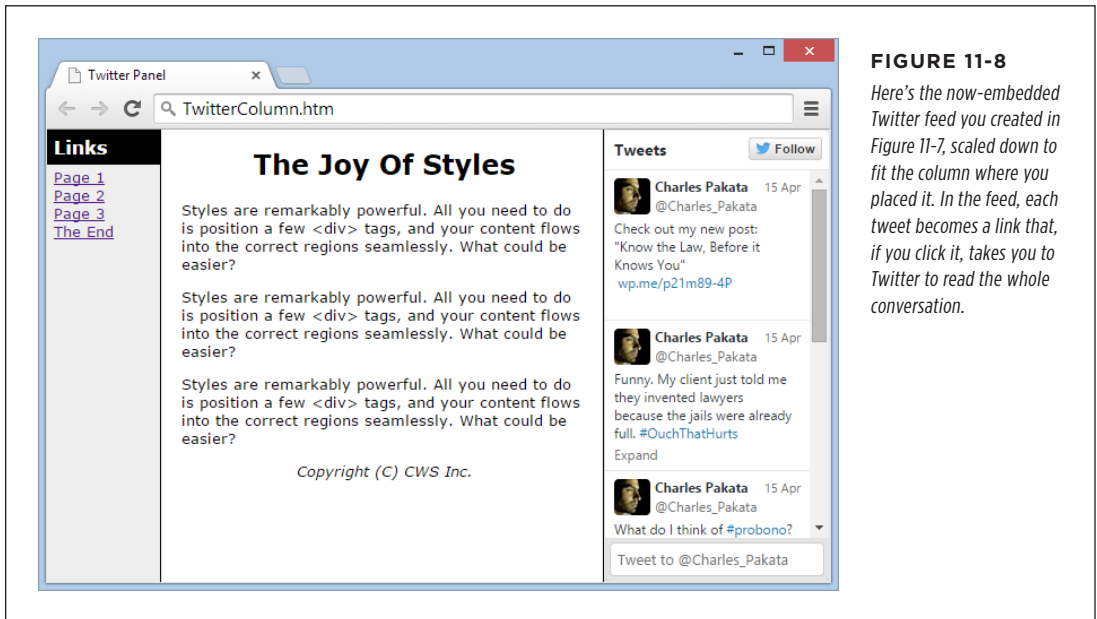 Twitter Panel
TwitterColumn.htm
Links
Page 1
Page 2
Page 3
The End
The Joy Of Styles
Styles are remarkably powerful. All you need to do
is position a few <div> tags, and your content flows
into the correct regions seamlessly. What could be
easier?
Styles are remarkably powerful. All you need to do
is position a few <div> tags, and your content flows
into the correct regions seamlessly. What could be
easier?
Styles are remarkably powerful. All you need to do
is position a few <div> tags, and your content flows
into the correct regions seamlessly. What could be
easier?
Copyright (C) CWS Inc.
Tweets
Follow
Charles Pakata 15 Apr
@Charles_Pakata
Check out my new post:
"Know the Law, Before it
Knows You"
wp.me/p21m89-4P
Charles Pakata 15 Apr
@Charles_Pakata
Funny. My client just told me
they invented lawyers
because the jails were already
full. #OuchThatHurts
Expand
Charles Pakata 15 Apr
@Charles_Pakata
What do I think of #probono?
Tweet to @Charles_Pakata
FIGURE 11-8
Here's the now-embedded
Twitter feed you created in
Figure 11-7, scaled down to
fit the column where you
placed it. In the feed, each
tweet becomes a link that,
if you click it, takes you to
Twitter to read the whole
conversation.